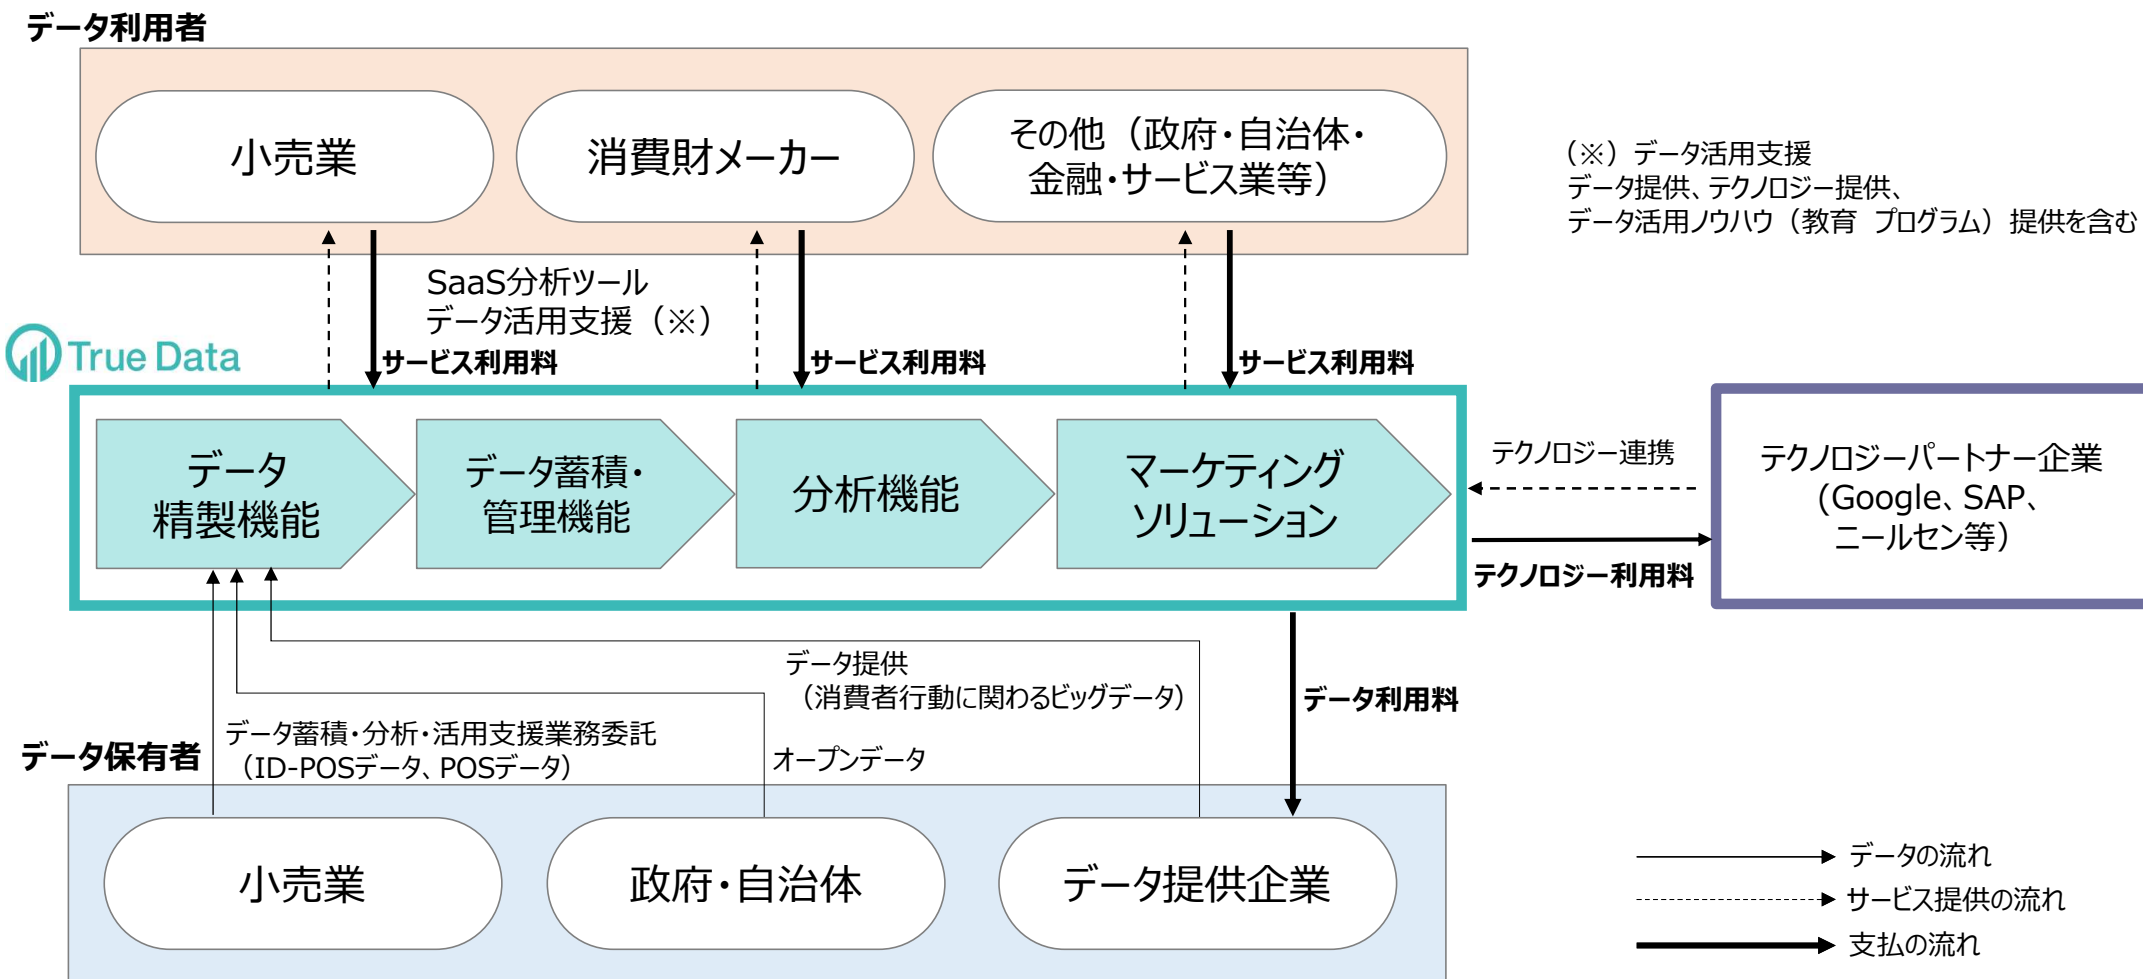 データ利用者
小売業
消費財メーカー
その他（政府・自治体・
金融・サービス業等）
（※）データ活用支援
データ提供、テクノロジー提供、
データ活用ノウハウ（教育 プログラム）提供を含む
SaaS分析ツール
データ活用支援（※）
True Data
サービス利用料
サービス利用料
サービス利用料
データ
精製機能
データ蓄積・
管理機能
分析機能
マーケティング
ソリューション
テクノロジー連携
テクノロジー利用料
テクノロジーパートナー企業
（Google、SAP、
ニールセン等）
データ提供
（消費者行動に関わるビッグデータ）
データ利用料
データ保有者
データ蓄積・分析・活用支援業務委託
（ID-POSデータ、POSデータ）
オープンデータ
小売業
政府・自治体
データ提供企業
データの流れ
サービス提供の流れ
支払の流れ